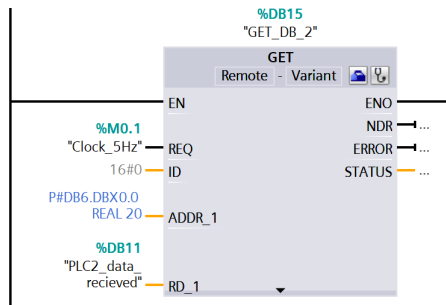 %DB15
"GET_DB_2"
GET
Remote - Variant
EN
ENO
NDR
...
%M0.1
"Clock_5Hz"
REQ
ERROR
...
16#0
ID
STATUS
...
P#DB6.DBX0.0
REAL 20
ADDR_1
%DB11
"PLC2_data_
recieved"
RD_1